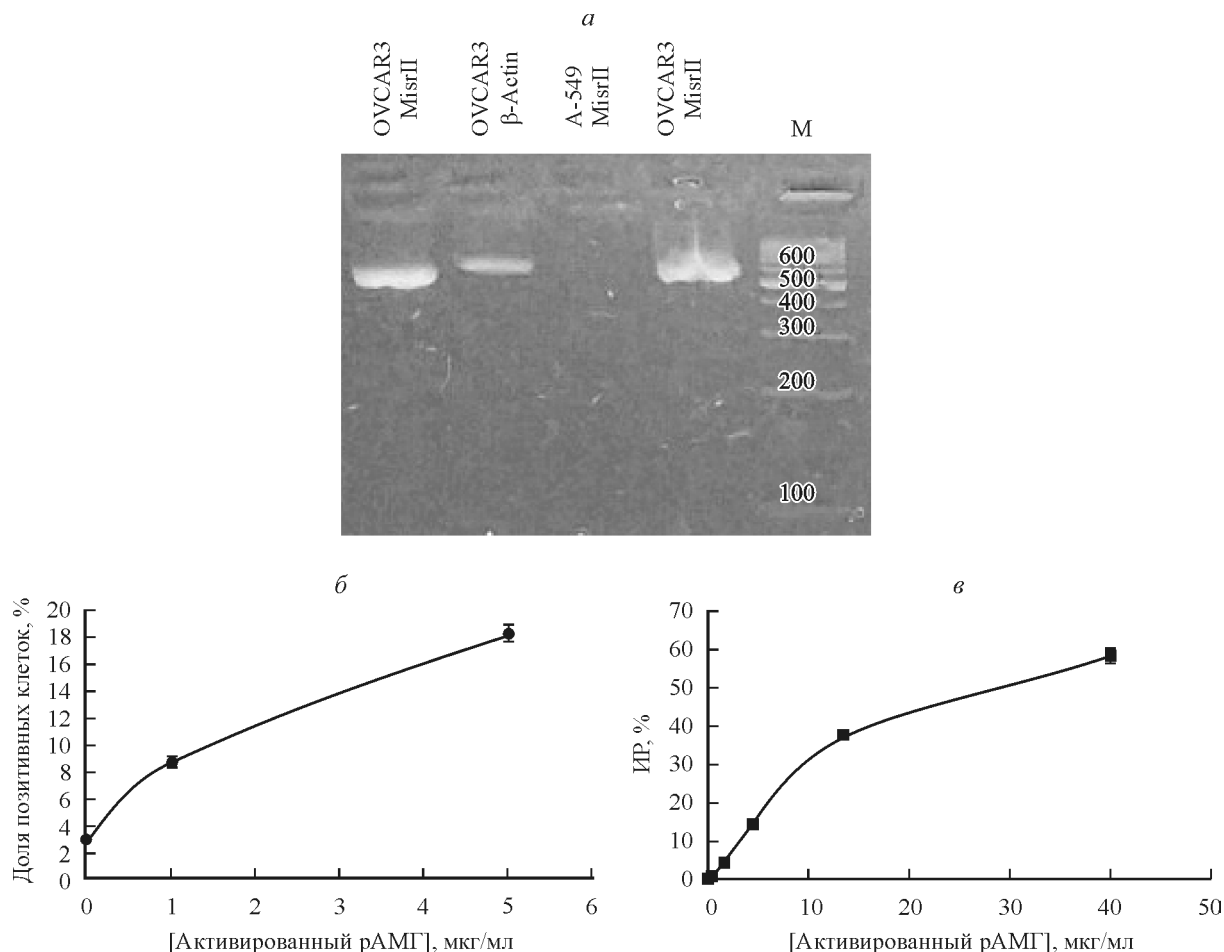 а
OVCAR3
MisrII
OVCAR3
β-Actin
A-549
MisrII
OVCAR3
MisrII
M
600
500
400
300
200
100
б
Доля позитивных клеток, %
20
18
16
14
12
10
8
6
4
2
0
0 1 2 3 4 5 6
[Активированный рАМГ], мкг/мл
в
ИР, %
70
60
50
40
30
20
10
0
0 10 20 30 40 50
[Активированный рАМГ], мкг/мл